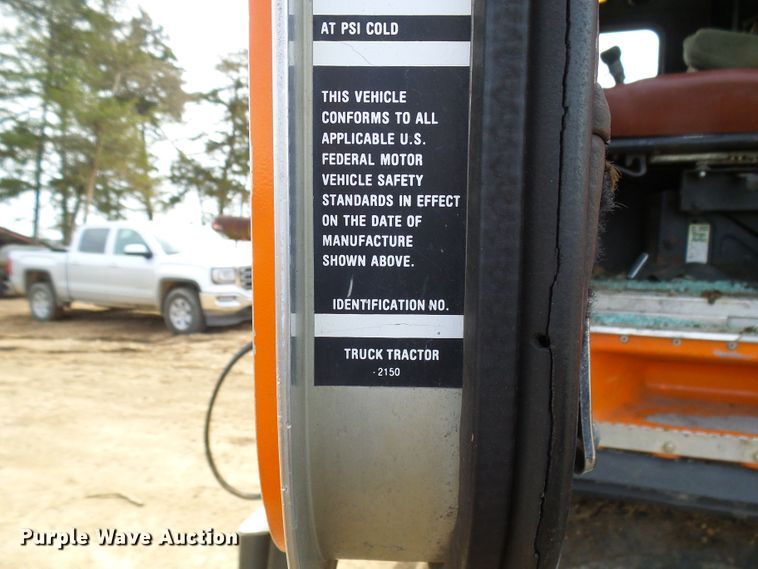 AT PSI COLD
THIS VEHICLE
CONFORMS TO ALL
APPLICABLE U.S.
FEDERAL MOTOR
VEHICLE SAFETY
STANDARDS IN EFFECT
ON THE DATE OF
MANUFACTURE
SHOWN ABOVE.
IDENTIFICATION NO.
TRUCK TRACTOR
-2150
Purple Wave Auction